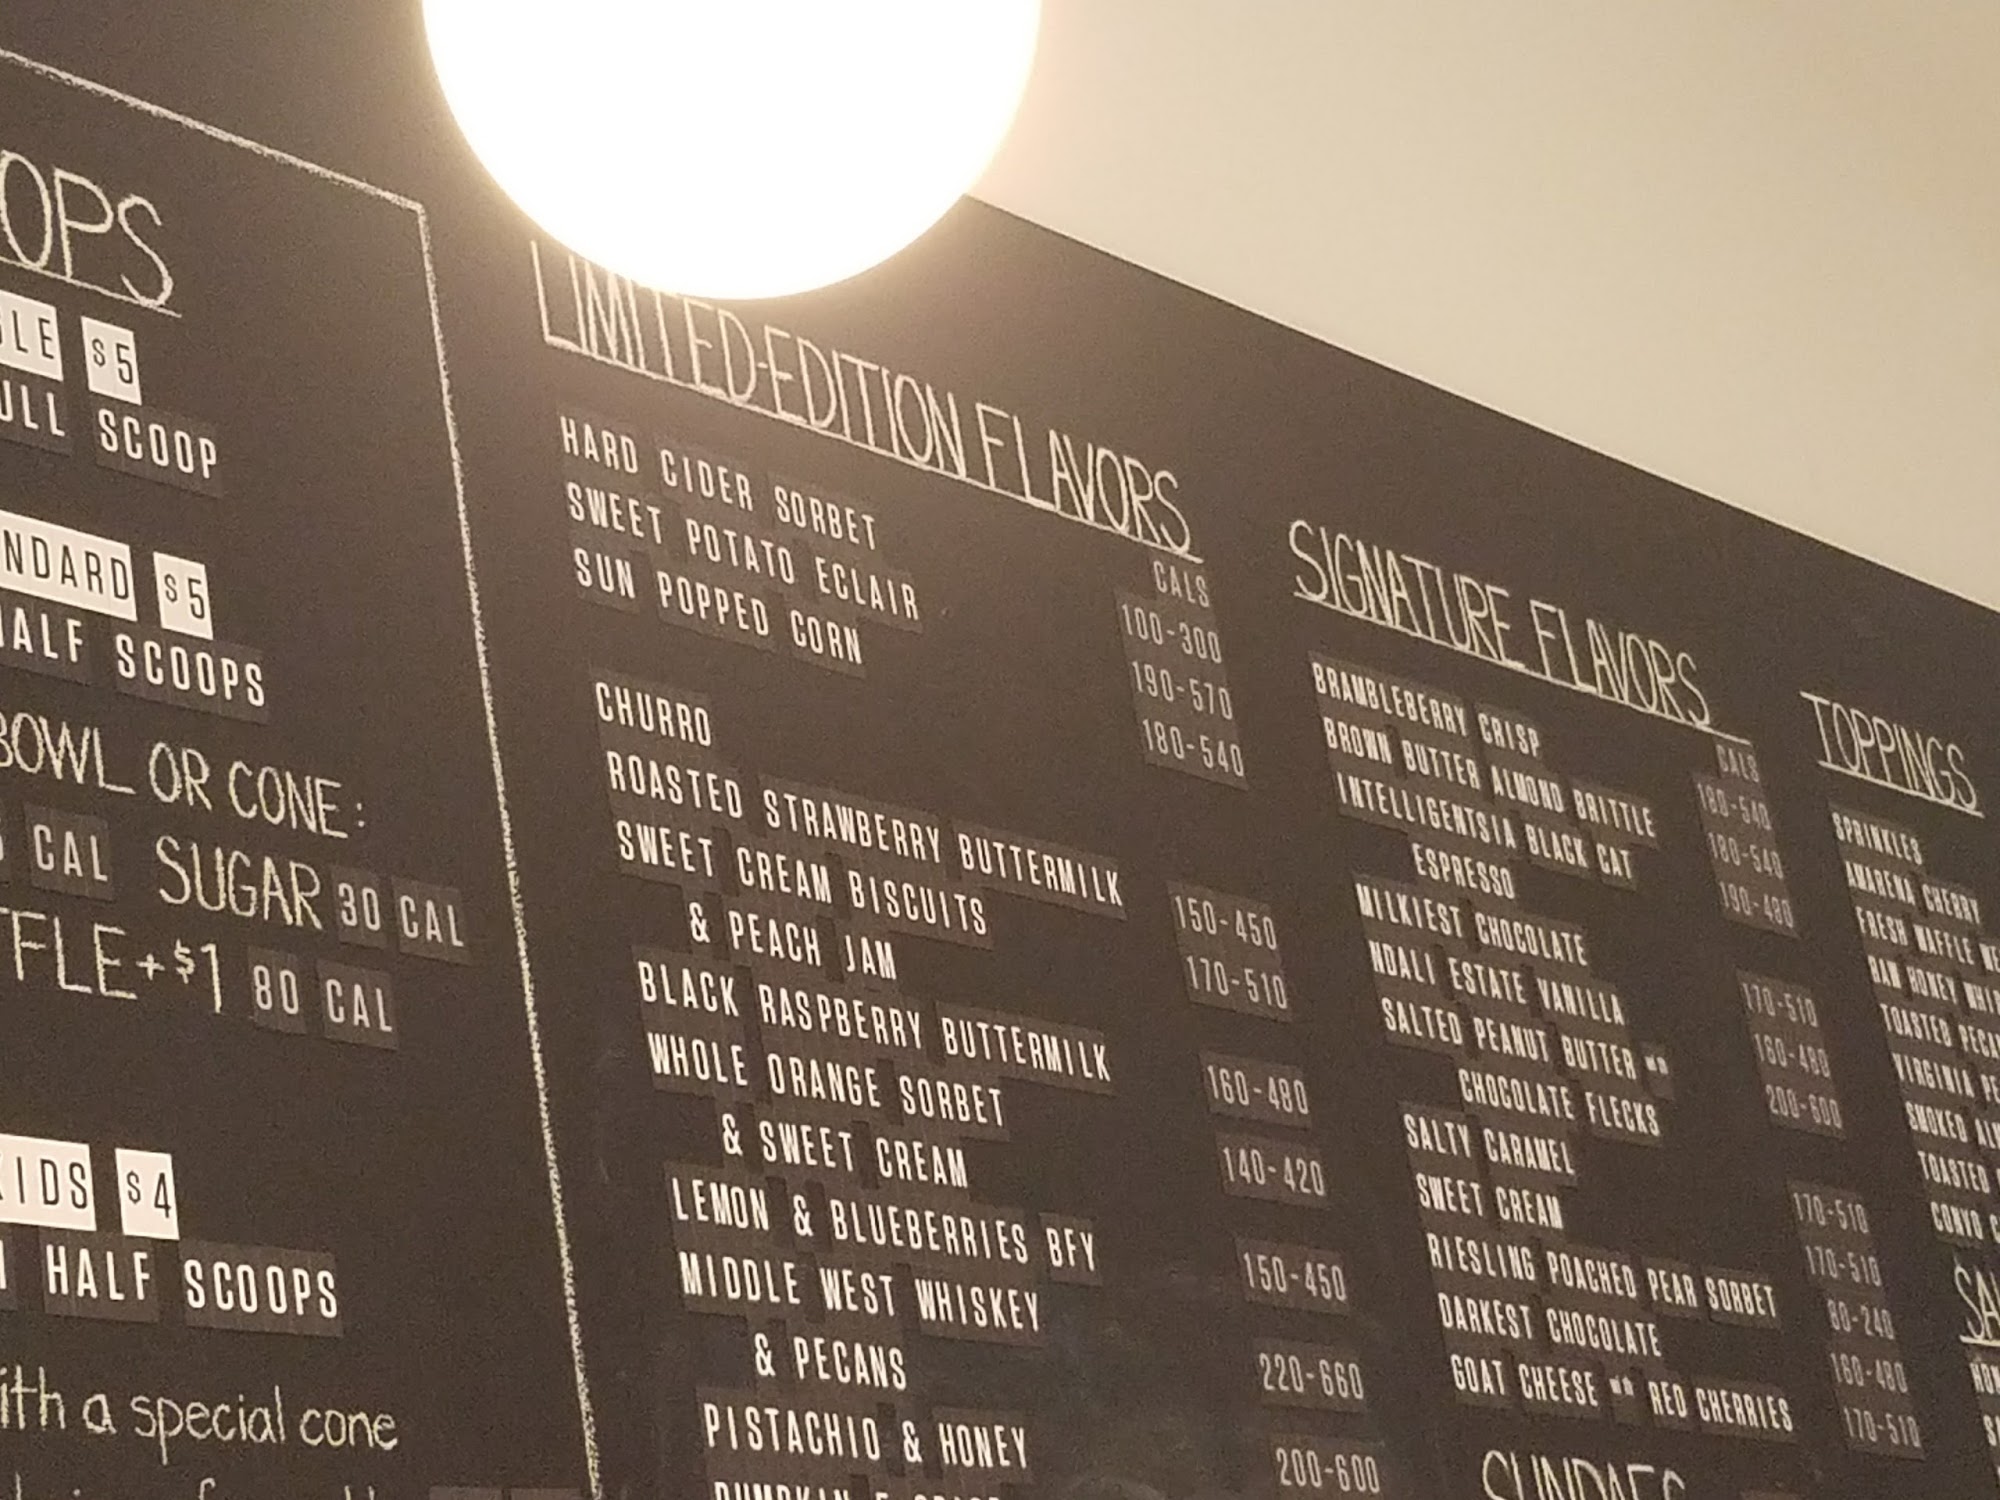 OPS
$5
SCOOP
$5
HALF SCOOPS
BOWL OR CONE:
CAL SUGAR 30 CAL
+$1 80 CAL
KIDS $4
HALF SCOOPS
with a special cone
LIMITED-EDITION FLAVORS
CALS
HARD CIDER SORBET 100-300
SWEET POTATO ECLAIR 190-570
SUN POPPED CORN 180-540
CHURRO
ROASTED STRAWBERRY BUTTERMILK 150-450
SWEET CREAM BISCUITS 170-510
& PEACH JAM
BLACK RASPBERRY BUTTERMILK 160-480
WHOLE ORANGE SORBET 140-420
& SWEET CREAM
LEMON & BLUEBERRIES BFY 150-450
MIDDLE WEST WHISKEY 220-660
& PECANS
PISTACHIO & HONEY 200-600
SIGNATURE FLAVORS
CALS
BRAMBLEBERRY CRISP 180-540
BROWN BUTTER ALMOND BRITTLE 180-540
INTELLIGENTSIA BLACK CAT 190-480
ESPRESSO
MILKIEST CHOCOLATE 170-510
NDALI ESTATE VANILLA 160-480
SALTED PEANUT BUTTER 200-600
CHOCOLATE FLECKS
SALTY CARAMEL 170-510
SWEET CREAM 170-510
RIESLING POACHED PEAR SORBET 80-240
DARKEST CHOCOLATE 160-480
GOAT CHEESE RED CHERRIES 170-510
SUNDAES
TOPPINGS
SPRINKLES
AMARENA CHERRY
FRESH WAFFLE
RAW HONEY
TOASTED
VIRGINIA
SMOKED
TOASTED